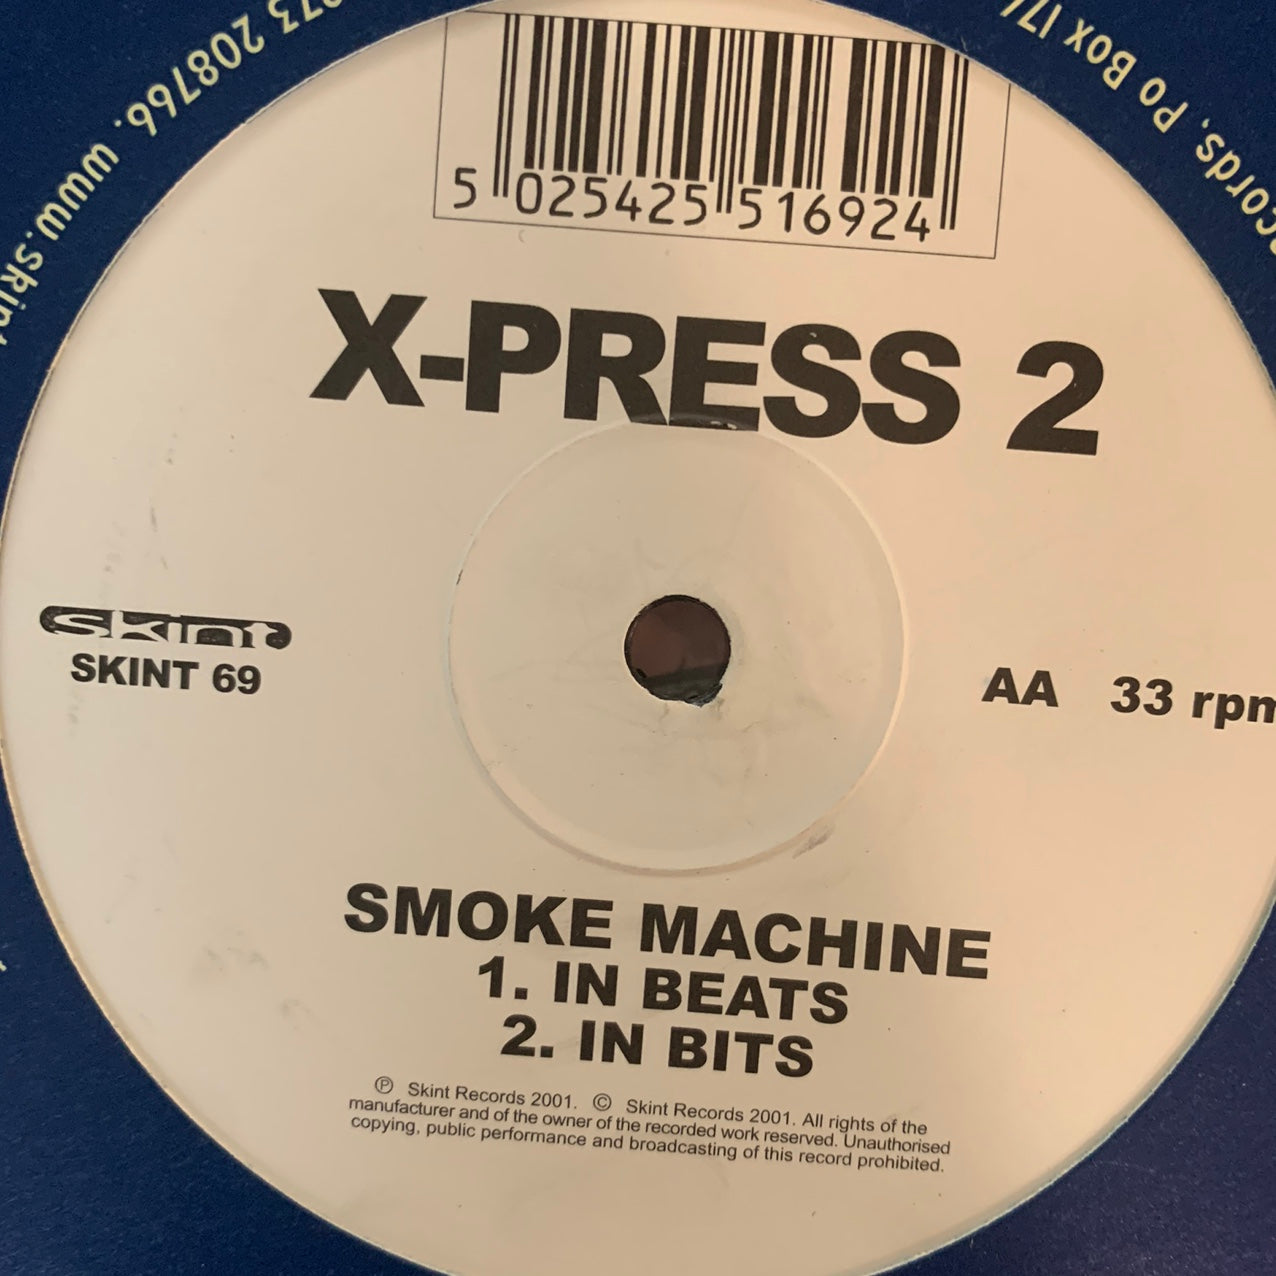 208766. www.skint
Po Box
5 025425 516924
X-PRESS 2
skint
SKINT 69
AA 33 rpm
SMOKE MACHINE
1. IN BEATS
2. IN BITS
℗ Skint Records 2001. © Skint Records 2001. All rights of the
manufacturer and of the owner of the recorded work reserved. Unauthorised
copying, public performance and broadcasting of this record prohibited.